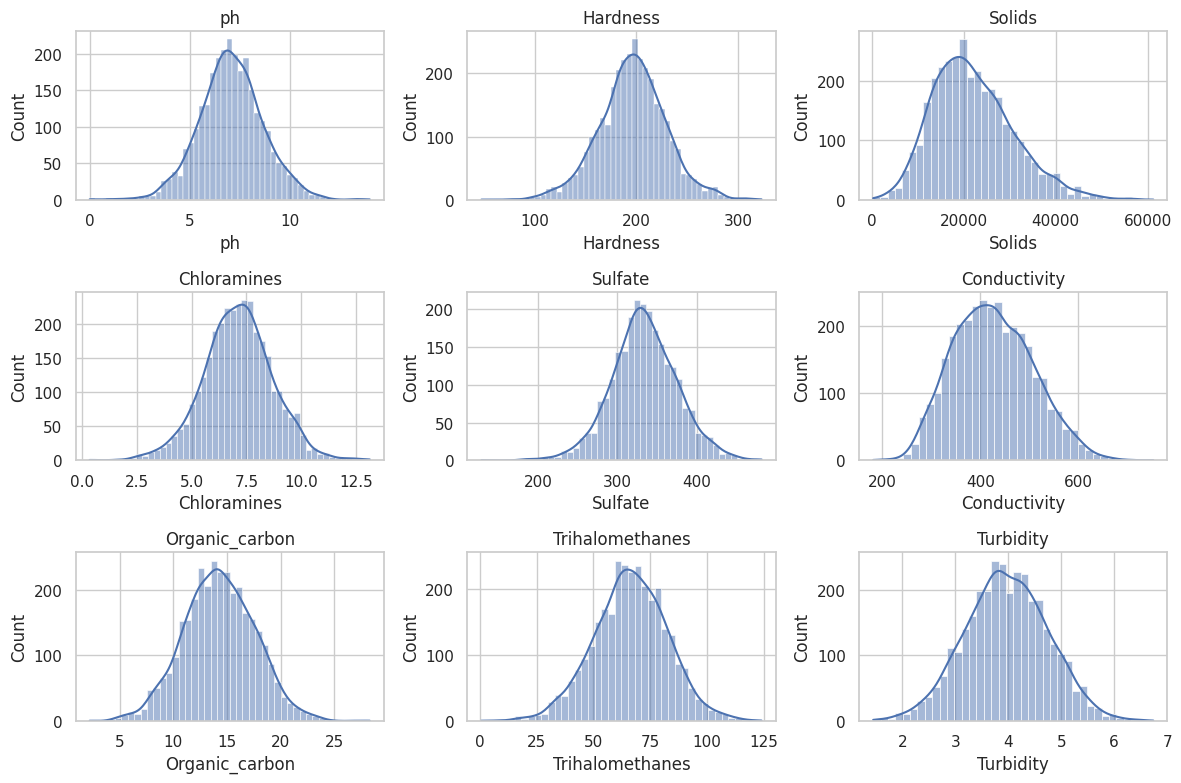 ph
Hardness
Solids
200
150
100
50
0
Count
0
5
10
ph
200
100
0
Count
100
200
300
Hardness
200
100
0
Count
0
20000
40000
60000
Solids
Chloramines
Sulfate
Conductivity
200
150
100
50
0
Count
0.0
2.5
5.0
7.5
10.0
12.5
Chloramines
200
150
100
50
0
Count
200
300
400
Sulfate
200
100
0
Count
200
400
600
Conductivity
Organic_carbon
Trihalomethanes
Turbidity
200
100
0
Count
5
10
15
20
25
Organic_carbon
200
100
0
Count
0
25
50
75
100
125
Trihalomethanes
200
100
0
Count
2
3
4
5
6
7
Turbidity